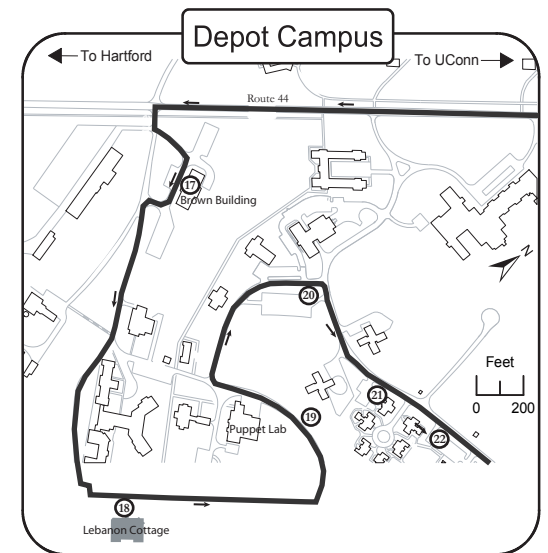 Depot Campus
To Hartford
To UConn
Route 44
17
Brown Building
20
Feet
0 200
21
19
Puppet Lab
22
18
Lebanon Cottage